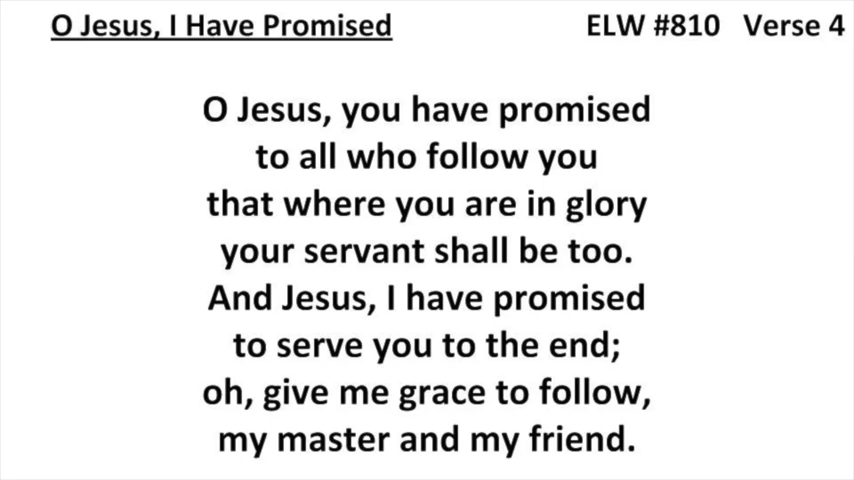 O Jesus, I Have Promised ELW #810 Verse 4
O Jesus, you have promised
to all who follow you
that where you are in glory
your servant shall be too.
And Jesus, I have promised
to serve you to the end;
oh, give me grace to follow,
my master and my friend.